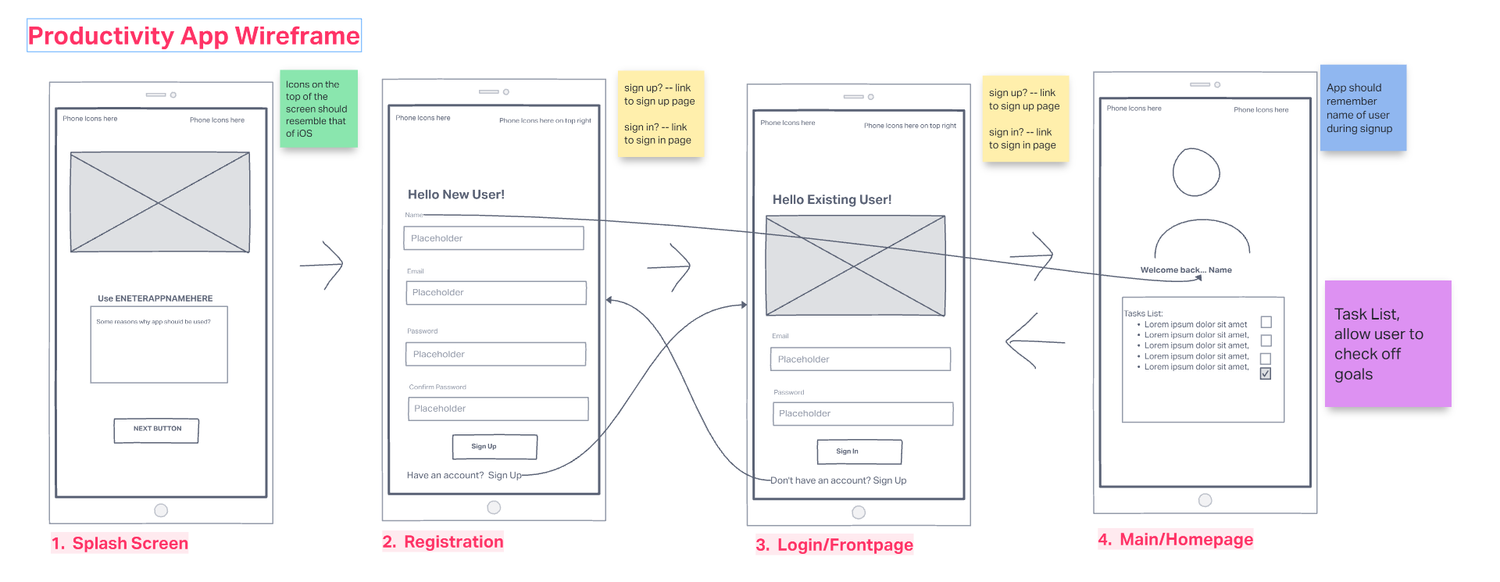 Productivity App Wireframe
Icons on the
top of the
screen should
resemble that
of iOS
Phone Icons here
Phone Icons here
Use ENETERAPPNAMEHERE
Some reasons why app should be used?
NEXT BUTTON
1. Splash Screen
sign up? -- link
to sign up page
sign in? -- link
to sign in page
Phone Icons here
Phone Icons here on top right
Hello New User!
Name
Placeholder
Email
Placeholder
Password
Placeholder
Confirm Password
Placeholder
Sign Up
Have an account? Sign Up
2. Registration
sign up? -- link
to sign up page
sign in? -- link
to sign in page
Phone Icons here
Phone Icons here on top right
Hello Existing User!
Email
Placeholder
Password
Placeholder
Sign In
Don't have an account? Sign Up
3. Login/Frontpage
App should
remember
name of user
during signup
Phone Icons here
Phone Icons here
Welcome back... Name
Tasks List:
• Lorem ipsum dolor sit amet
• Lorem ipsum dolor sit amet,
• Lorem ipsum dolor sit amet,
• Lorem ipsum dolor sit amet,
• Lorem ipsum dolor sit amet,
Task List,
allow user to
check off
goals
4. Main/Homepage